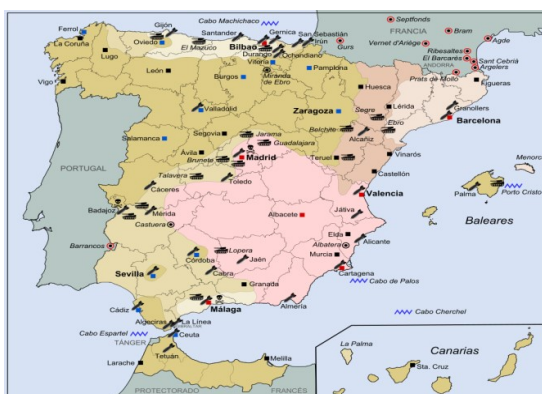 Cabo Machichaco
Septfonds
FRANCIA
Bram
Agde
Ferrol
Gijón
Santander
San Sebastián
Guernica
Irún
Gurs
Vernet d'Ariège
Ribesaltes
El Barcarès
La Coruña
Oviedo
El Mazuco
Bilbao
Durango
Ochandiano
Sant Cebrià
Argelers
ANDORRA
Lugo
Vitoria
Pamplona
Prats de Molló
Figueras
Vigo
León
Burgos
Miranda
de Ebro
Huesca
Granollers
Valladolid
Zaragoza
Segre
Lérida
Barcelona
Ebro
Salamanca
Segovia
Jarama
Belchite
Alcañiz
Guadalajara
Ávila
Brunete
Madrid
Teruel
Vinarós
Menorca
PORTUGAL
Talavera
Toledo
Castellón
Palma
Porto Cristo
Cáceres
Valencia
Badajoz
Mérida
Castuera
Albacete
Játiva
Baleares
Barrancos
Lopera
Elda
Albatera
Alicante
Córdoba
Jaén
Murcia
Sevilla
Cabra
Cartagena
Granada
Cabo de Palos
Cádiz
Málaga
Almería
Algeciras
La Línea
GIBRALTAR
Cabo Cherchel
Cabo Espartel
Ceuta
TÁNGER
Tetuán
Larache
Melilla
La Palma
Canarias
Sta. Cruz
PROTECTORADO
FRANCÉS